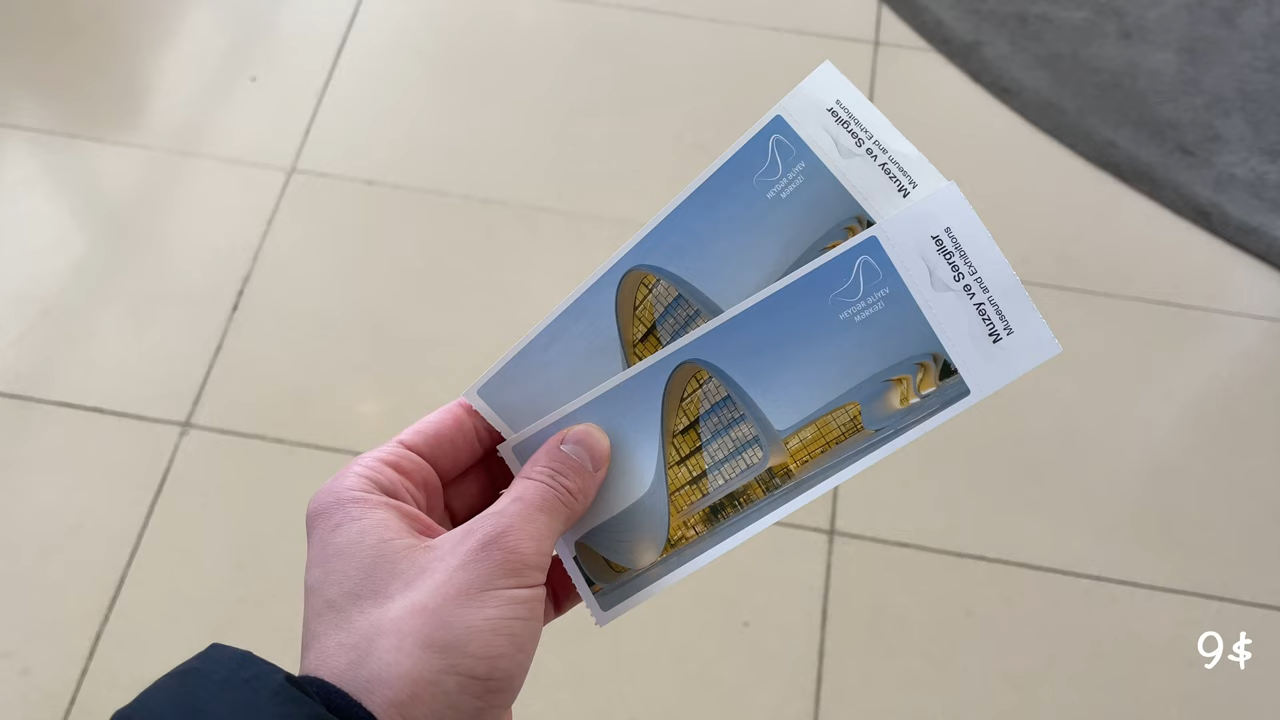 Muzey və Sərgilər
Museum and Exhibitions
HEYDƏR ƏLİYEV
MƏRKƏZİ
Muzey və Sərgilər
Museum and Exhibitions
HEYDƏR ƏLİYEV
MƏRKƏZİ
9$